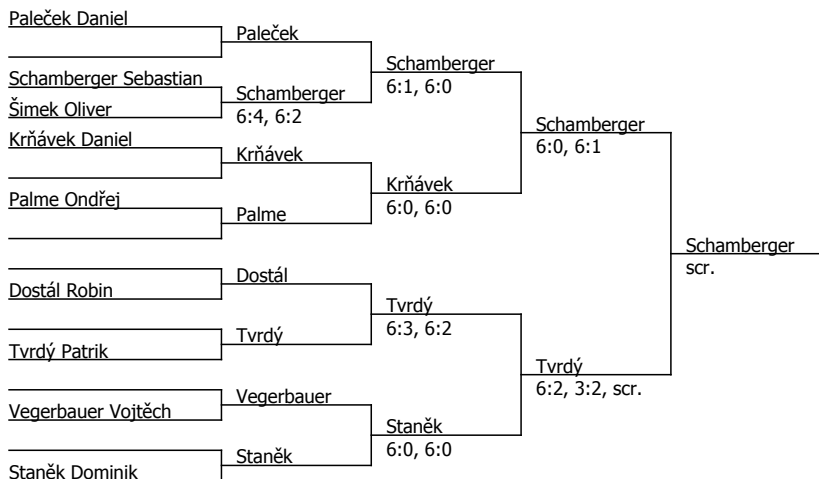 Paleček Daniel
Paleček
Schamberger
6:1, 6:0
Schamberger Sebastian
Schamberger
6:4, 6:2
Šimek Oliver
Schamberger
6:0, 6:1
Krňávek Daniel
Krňávek
Krňávek
6:0, 6:0
Palme Ondřej
Palme
Schamberger
scr.
Dostál
Dostál Robin
Tvrdý
6:3, 6:2
Tvrdý
Tvrdý Patrik
Tvrdý
6:2, 3:2, scr.
Vegerbauer
Vegerbauer Vojtěch
Staněk
6:0, 6:0
Staněk
Staněk Dominik